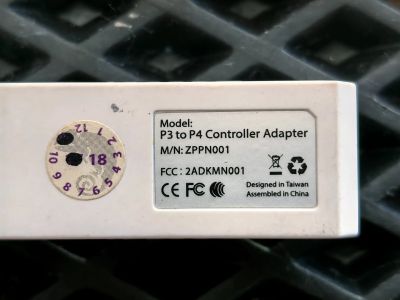 Model:
P3 to P4 Controller Adapter
M/N: ZPPN001
FCC : 2ADKMN001
CE FC
Designed in Taiwan
Assembled in China
12
1
2
3
4
5
6
7
8
9
10
18